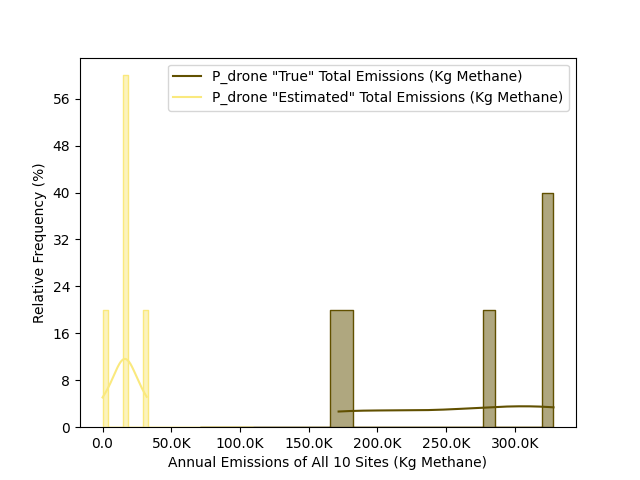 P_drone "True" Total Emissions (Kg Methane)
P_drone "Estimated" Total Emissions (Kg Methane)
Relative Frequency (%)
56
48
40
32
24
16
8
0
0.0 50.0K 100.0K 150.0K 200.0K 250.0K 300.0K
Annual Emissions of All 10 Sites (Kg Methane)